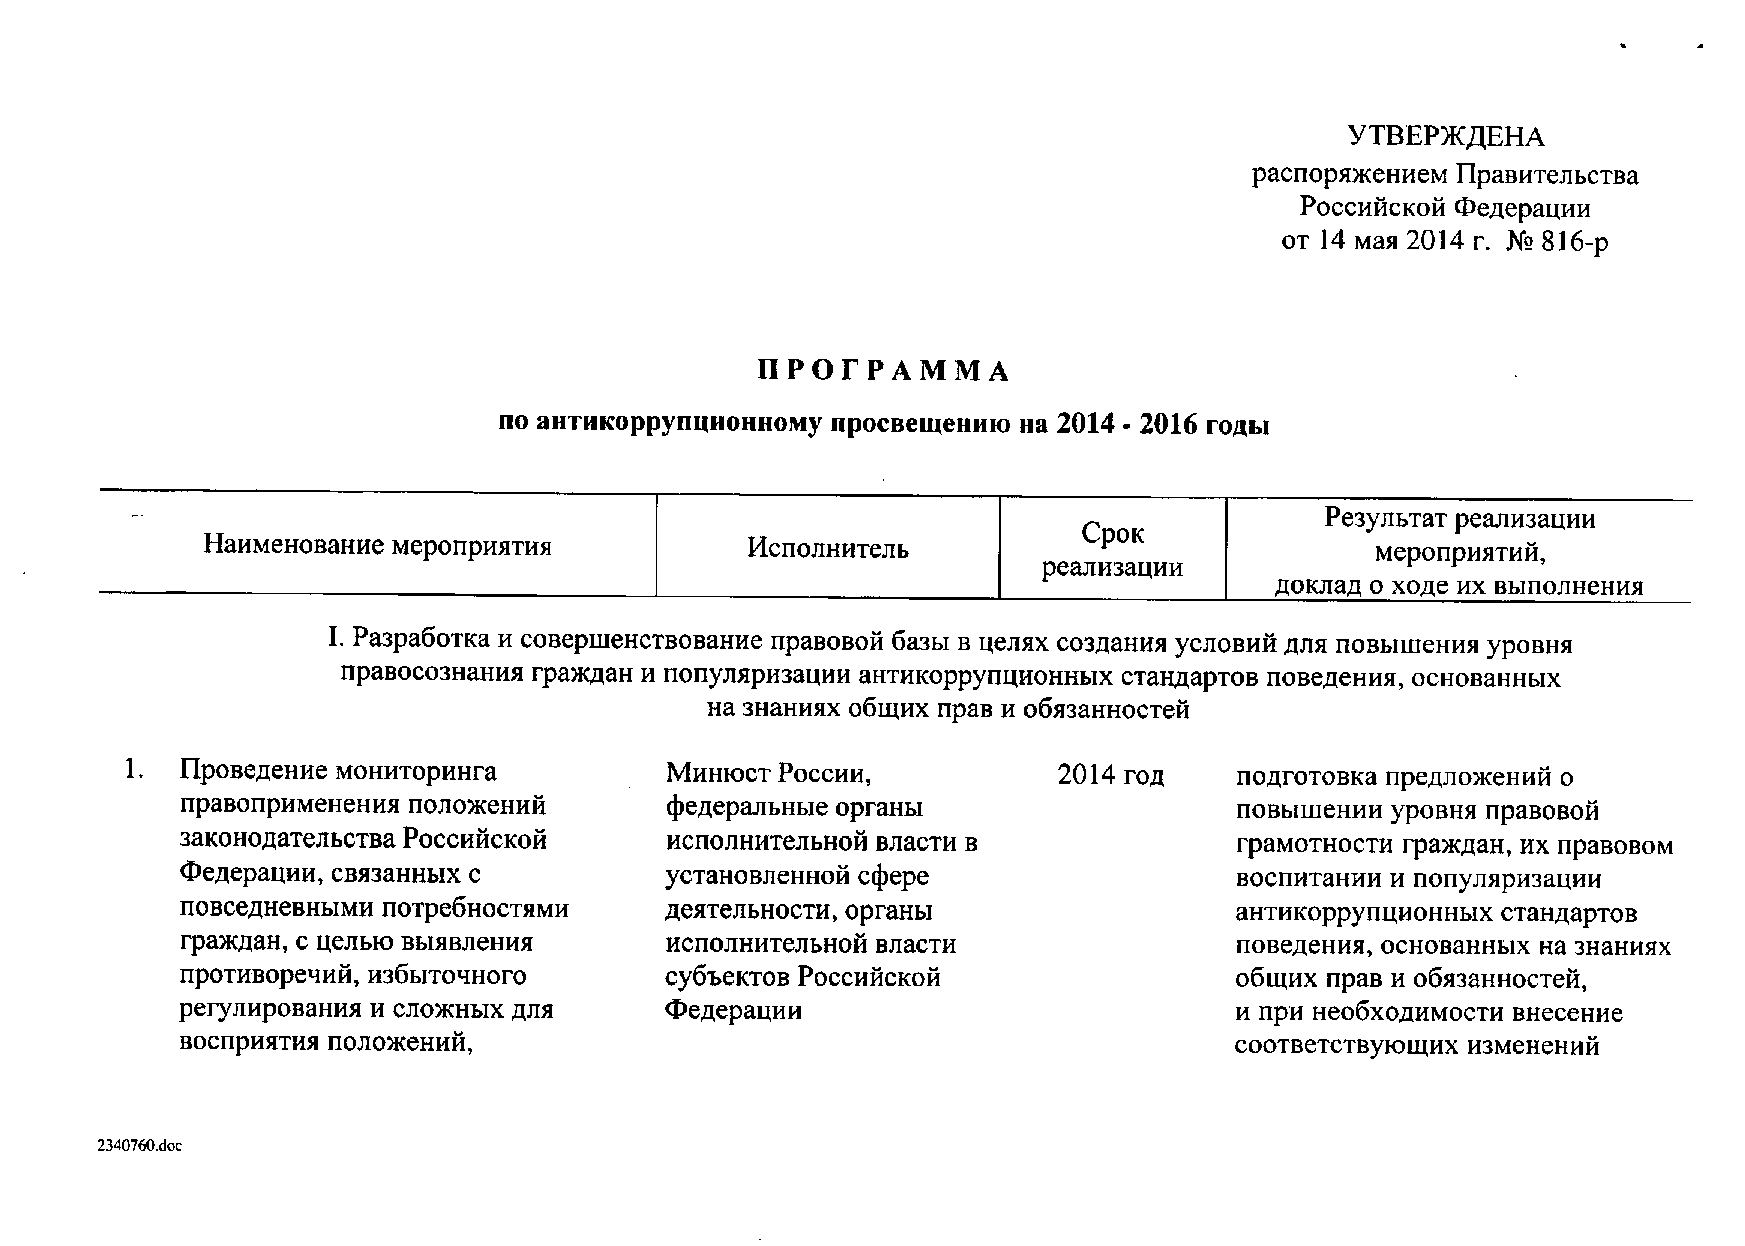 УТВЕРЖДЕНА
распоряжением Правительства
Российской Федерации
от 14 мая 2014 г. № 816-р
ПРОГРАММА
по антикоррупционному просвещению на 2014 - 2016 годы
Наименование мероприятия
Исполнитель
Срок
реализации
Результат реализации
мероприятий,
доклад о ходе их выполнения
I. Разработка и совершенствование правовой базы в целях создания условий для повышения уровня
правосознания граждан и популяризации антикоррупционных стандартов поведения, основанных
на знаниях общих прав и обязанностей
1. Проведение мониторинга
правоприменения положений
законодательства Российской
Федерации, связанных с
повседневными потребностями
граждан, с целью выявления
противоречий, избыточного
регулирования и сложных для
восприятия положений,
Минюст России,
федеральные органы
исполнительной власти в
установленной сфере
деятельности, органы
исполнительной власти
субъектов Российской
Федерации
2014 год
подготовка предложений о
повышении уровня правовой
грамотности граждан, их правовом
воспитании и популяризации
антикоррупционных стандартов
поведения, основанных на знаниях
общих прав и обязанностей,
и при необходимости внесение
соответствующих изменений
2340760.doc